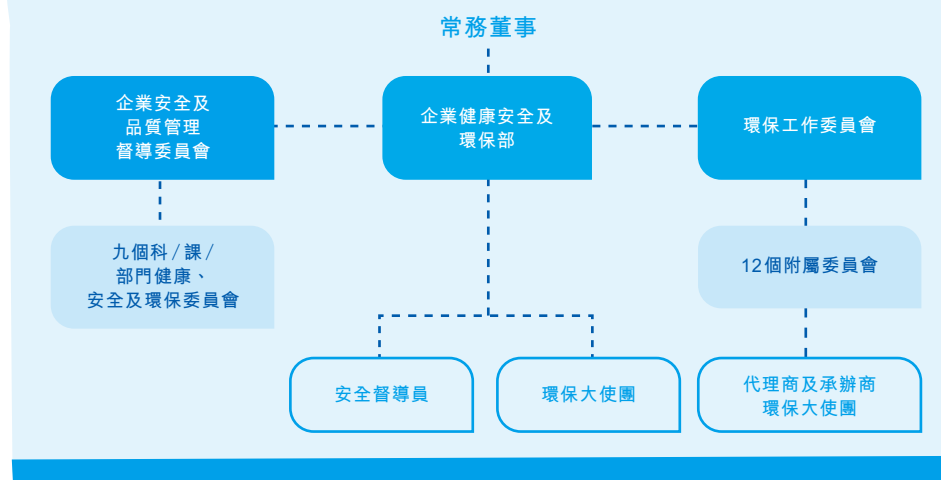 常務董事
企業安全及
品質管理
督導委員會
企業健康安全及
環保部
環保工作委員會
九個科/課/
部門健康、
安全及環保委員會
12個附屬委員會
安全督導員
環保大使團
代理商及承辦商
環保大使團